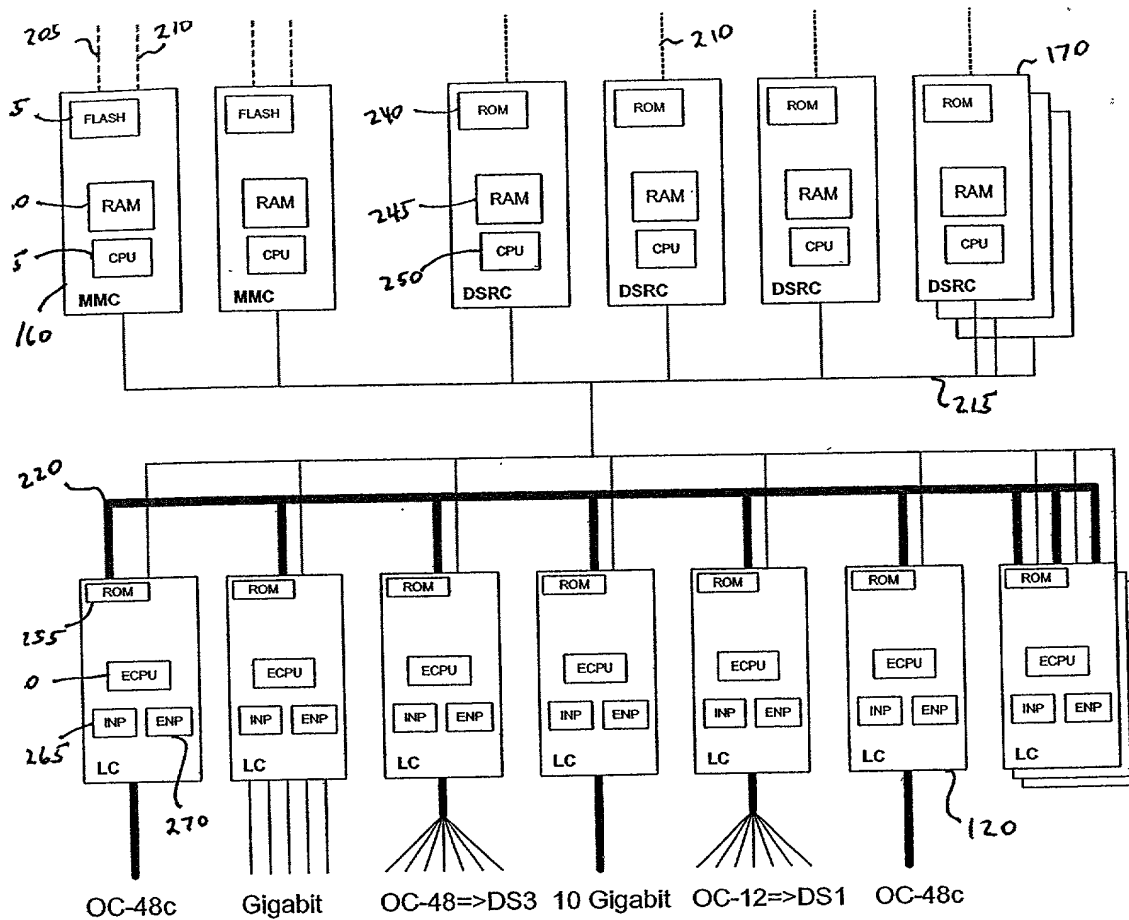 205 210 210 170
5 FLASH FLASH 240 ROM ROM ROM ROM
.0 RAM RAM 245 RAM RAM RAM RAM
5 CPU CPU 250 CPU CPU CPU CPU
MMC MMC DSRC DSRC DSRC DSRC
160
215
220
ROM ROM ROM ROM ROM ROM ROM
255
.0 ECPU ECPU ECPU ECPU ECPU ECPU ECPU
INP ENP INP ENP INP ENP INP ENP INP ENP INP ENP INP ENP
265 LC LC LC LC LC LC LC
270 120
OC-48c Gigabit OC-48=>DS3 10 Gigabit OC-12=>DS1 OC-48c